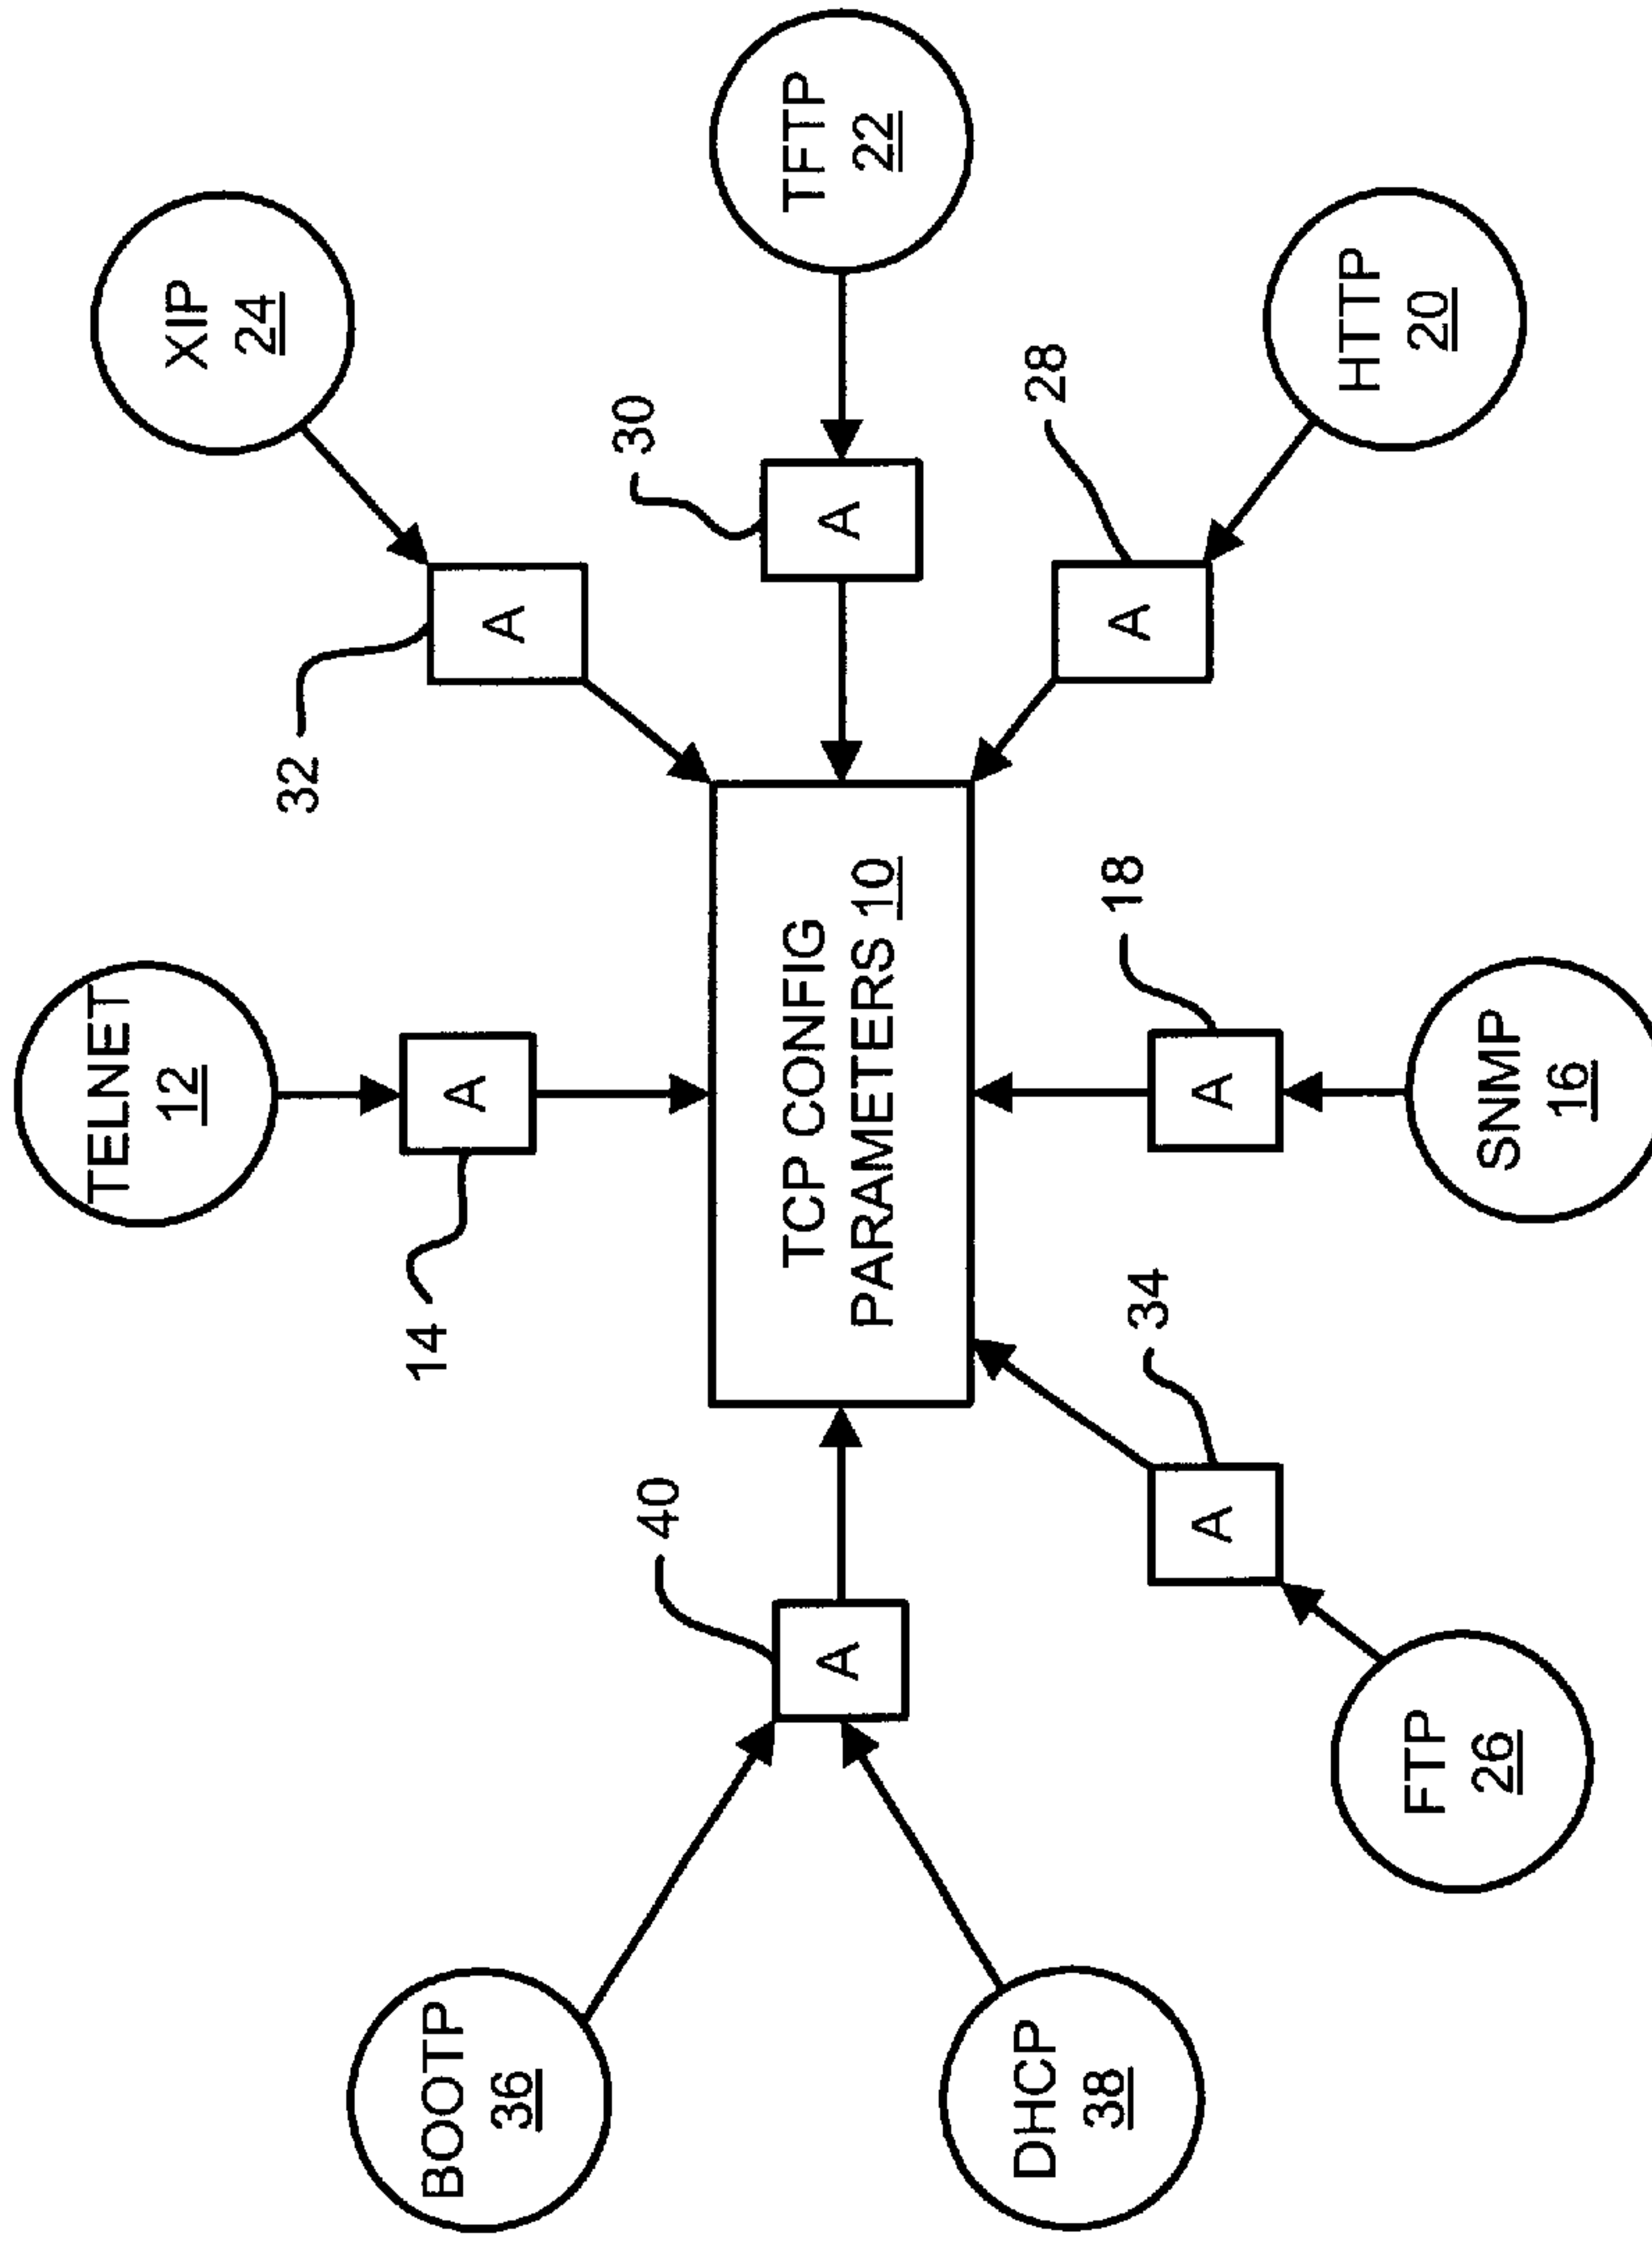 TELNET
12
XIP
24
BOOTP
36
14
A
32
A
40
A
TCP CONFIG
PARAMETERS 10
30
A
TFTP
22
DHCP
38
34
A
18
A
28
A
FTP
26
SNMP
16
HTTP
20